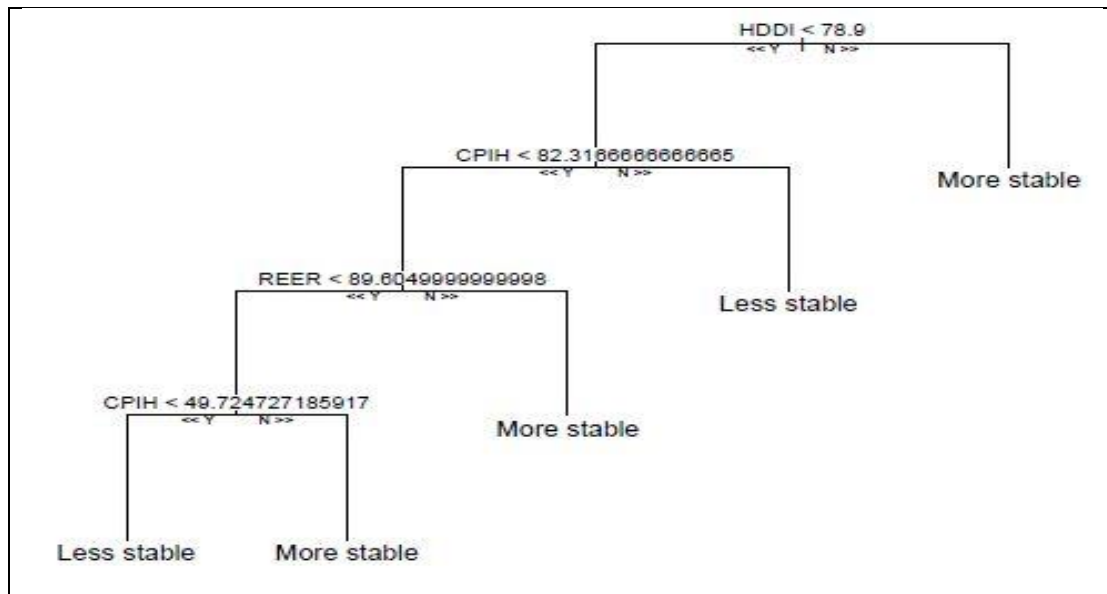 HDDI < 78.9
<< Y N >>
CPIH < 82.3166666666665
<< Y N >>
More stable
REER < 89.6049999999998
<< Y N >>
Less stable
CPIH < 49.724727185917
<< Y N >>
More stable
Less stable More stable